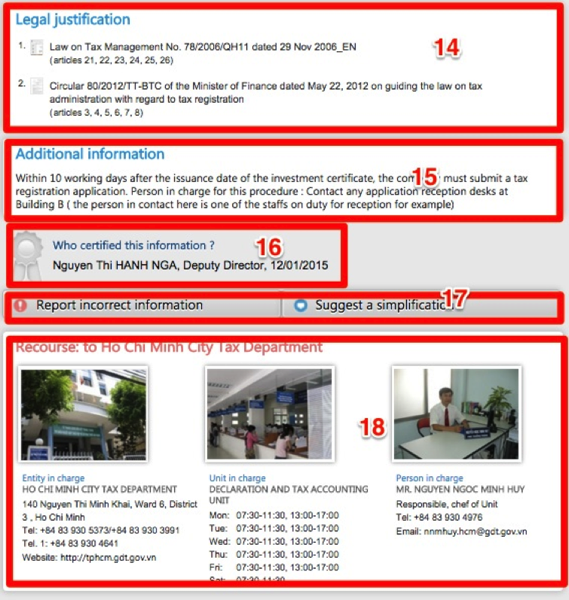 Legal justification
1. Law on Tax Management No. 78/2006/QH11 dated 29 Nov 2006_EN
(articles 21, 22, 23, 24, 25, 26)
14
2. Circular 80/2012/TT-BTC of the Minister of Finance dated May 22, 2012 on guiding the law on tax
administration with regard to tax registration
(articles 3, 4, 5, 6, 7, 8)
Additional information
Within 10 working days after the issuance date of the investment certificate, the com must submit a tax
15
registration application. Person in charge for this procedure : Contact any application reception desks at
Building B ( the person in contact here is one of the staffs on duty for reception for example)
Who certified this information ?
16
Nguyen Thi HANH NGA, Deputy Director, 12/01/2015
Report incorrect information
Suggest a simplificatio
17
Recourse: to Ho Chi Minh City Tax Department
18
Entity in charge
HO CHI MINH CITY TAX DEPARTMENT
140 Nguyen Thi Minh Khai, Ward 6, District
3 , Ho Chi Minh
Tel: +84 83 930 5373/+84 83 930 3991
Tel. 1: +84 83 930 4641
Website: http://tphcm.gdt.gov.vn
Unit in charge
DECLARATION AND TAX ACCOUNTING
UNIT
Mon: 07:30-11:30, 13:00-17:00
Tue: 07:30-11:30, 13:00-17:00
Wed: 07:30-11:30, 13:00-17:00
Thu: 07:30-11:30, 13:00-17:00
Fri: 07:30-11:30, 13:00-17:00
Sat: 07:30-11:30
Person in charge
MR. NGUYEN NGOC MINH HUY
Responsible, chef of Unit
Tel: +84 83 930 4976
Email: nnmhuy.hcm@gdt.gov.vn